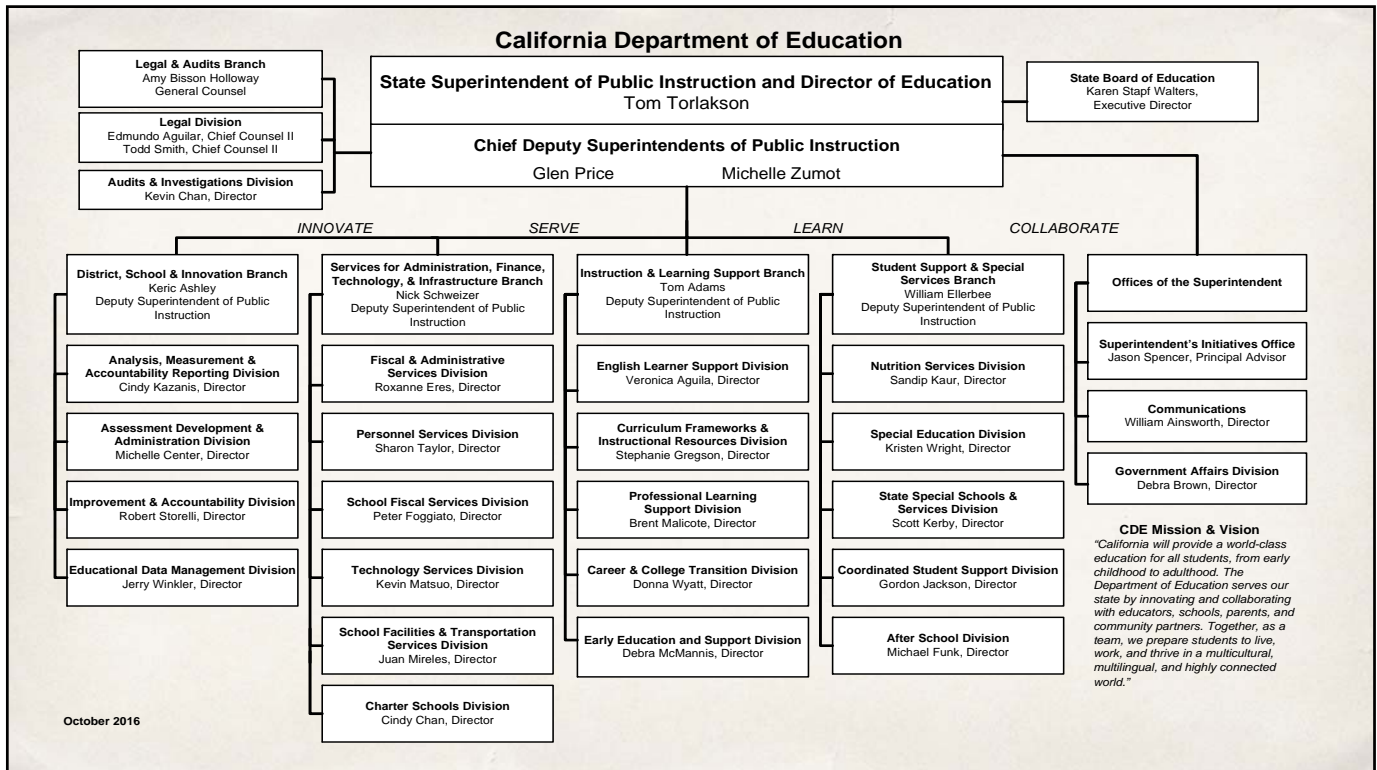 California Department of Education
Legal & Audits Branch
Amy Bisson Holloway
General Counsel
Legal Division
Edmundo Aguilar, Chief Counsel II
Todd Smith, Chief Counsel II
Audits & Investigations Division
Kevin Chan, Director
State Superintendent of Public Instruction and Director of Education
Tom Torlakson
Chief Deputy Superintendents of Public Instruction
Glen Price Michelle Zumot
State Board of Education
Karen Stapf Walters,
Executive Director
INNOVATE SERVE LEARN COLLABORATE
District, School & Innovation Branch
Keric Ashley
Deputy Superintendent of Public
Instruction
Analysis, Measurement &
Accountability Reporting Division
Cindy Kazanis, Director
Assessment Development &
Administration Division
Michelle Center, Director
Improvement & Accountability Division
Robert Storelli, Director
Educational Data Management Division
Jerry Winkler, Director
Services for Administration, Finance,
Technology, & Infrastructure Branch
Nick Schweizer
Deputy Superintendent of Public
Instruction
Fiscal & Administrative
Services Division
Roxanne Eres, Director
Personnel Services Division
Sharon Taylor, Director
School Fiscal Services Division
Peter Foggiato, Director
Technology Services Division
Kevin Matsuo, Director
School Facilities & Transportation
Services Division
Juan Mireles, Director
Charter Schools Division
Cindy Chan, Director
Instruction & Learning Support Branch
Tom Adams
Deputy Superintendent of Public
Instruction
English Learner Support Division
Veronica Aguila, Director
Curriculum Frameworks &
Instructional Resources Division
Stephanie Gregson, Director
Professional Learning
Support Division
Brent Malicote, Director
Career & College Transition Division
Donna Wyatt, Director
Early Education and Support Division
Debra McMannis, Director
Student Support & Special
Services Branch
William Ellerbee
Deputy Superintendent of Public
Instruction
Nutrition Services Division
Sandip Kaur, Director
Special Education Division
Kristen Wright, Director
State Special Schools &
Services Division
Scott Kerby, Director
Coordinated Student Support Division
Gordon Jackson, Director
After School Division
Michael Funk, Director
Offices of the Superintendent
Superintendent's Initiatives Office
Jason Spencer, Principal Advisor
Communications
William Ainsworth, Director
Government Affairs Division
Debra Brown, Director
CDE Mission & Vision
"California will provide a world-class
education for all students, from early
childhood to adulthood. The
Department of Education serves our
state by innovating and collaborating
with educators, schools, parents, and
community partners. Together, as a
team, we prepare students to live,
work, and thrive in a multicultural,
multilingual, and highly connected
world."
October 2016